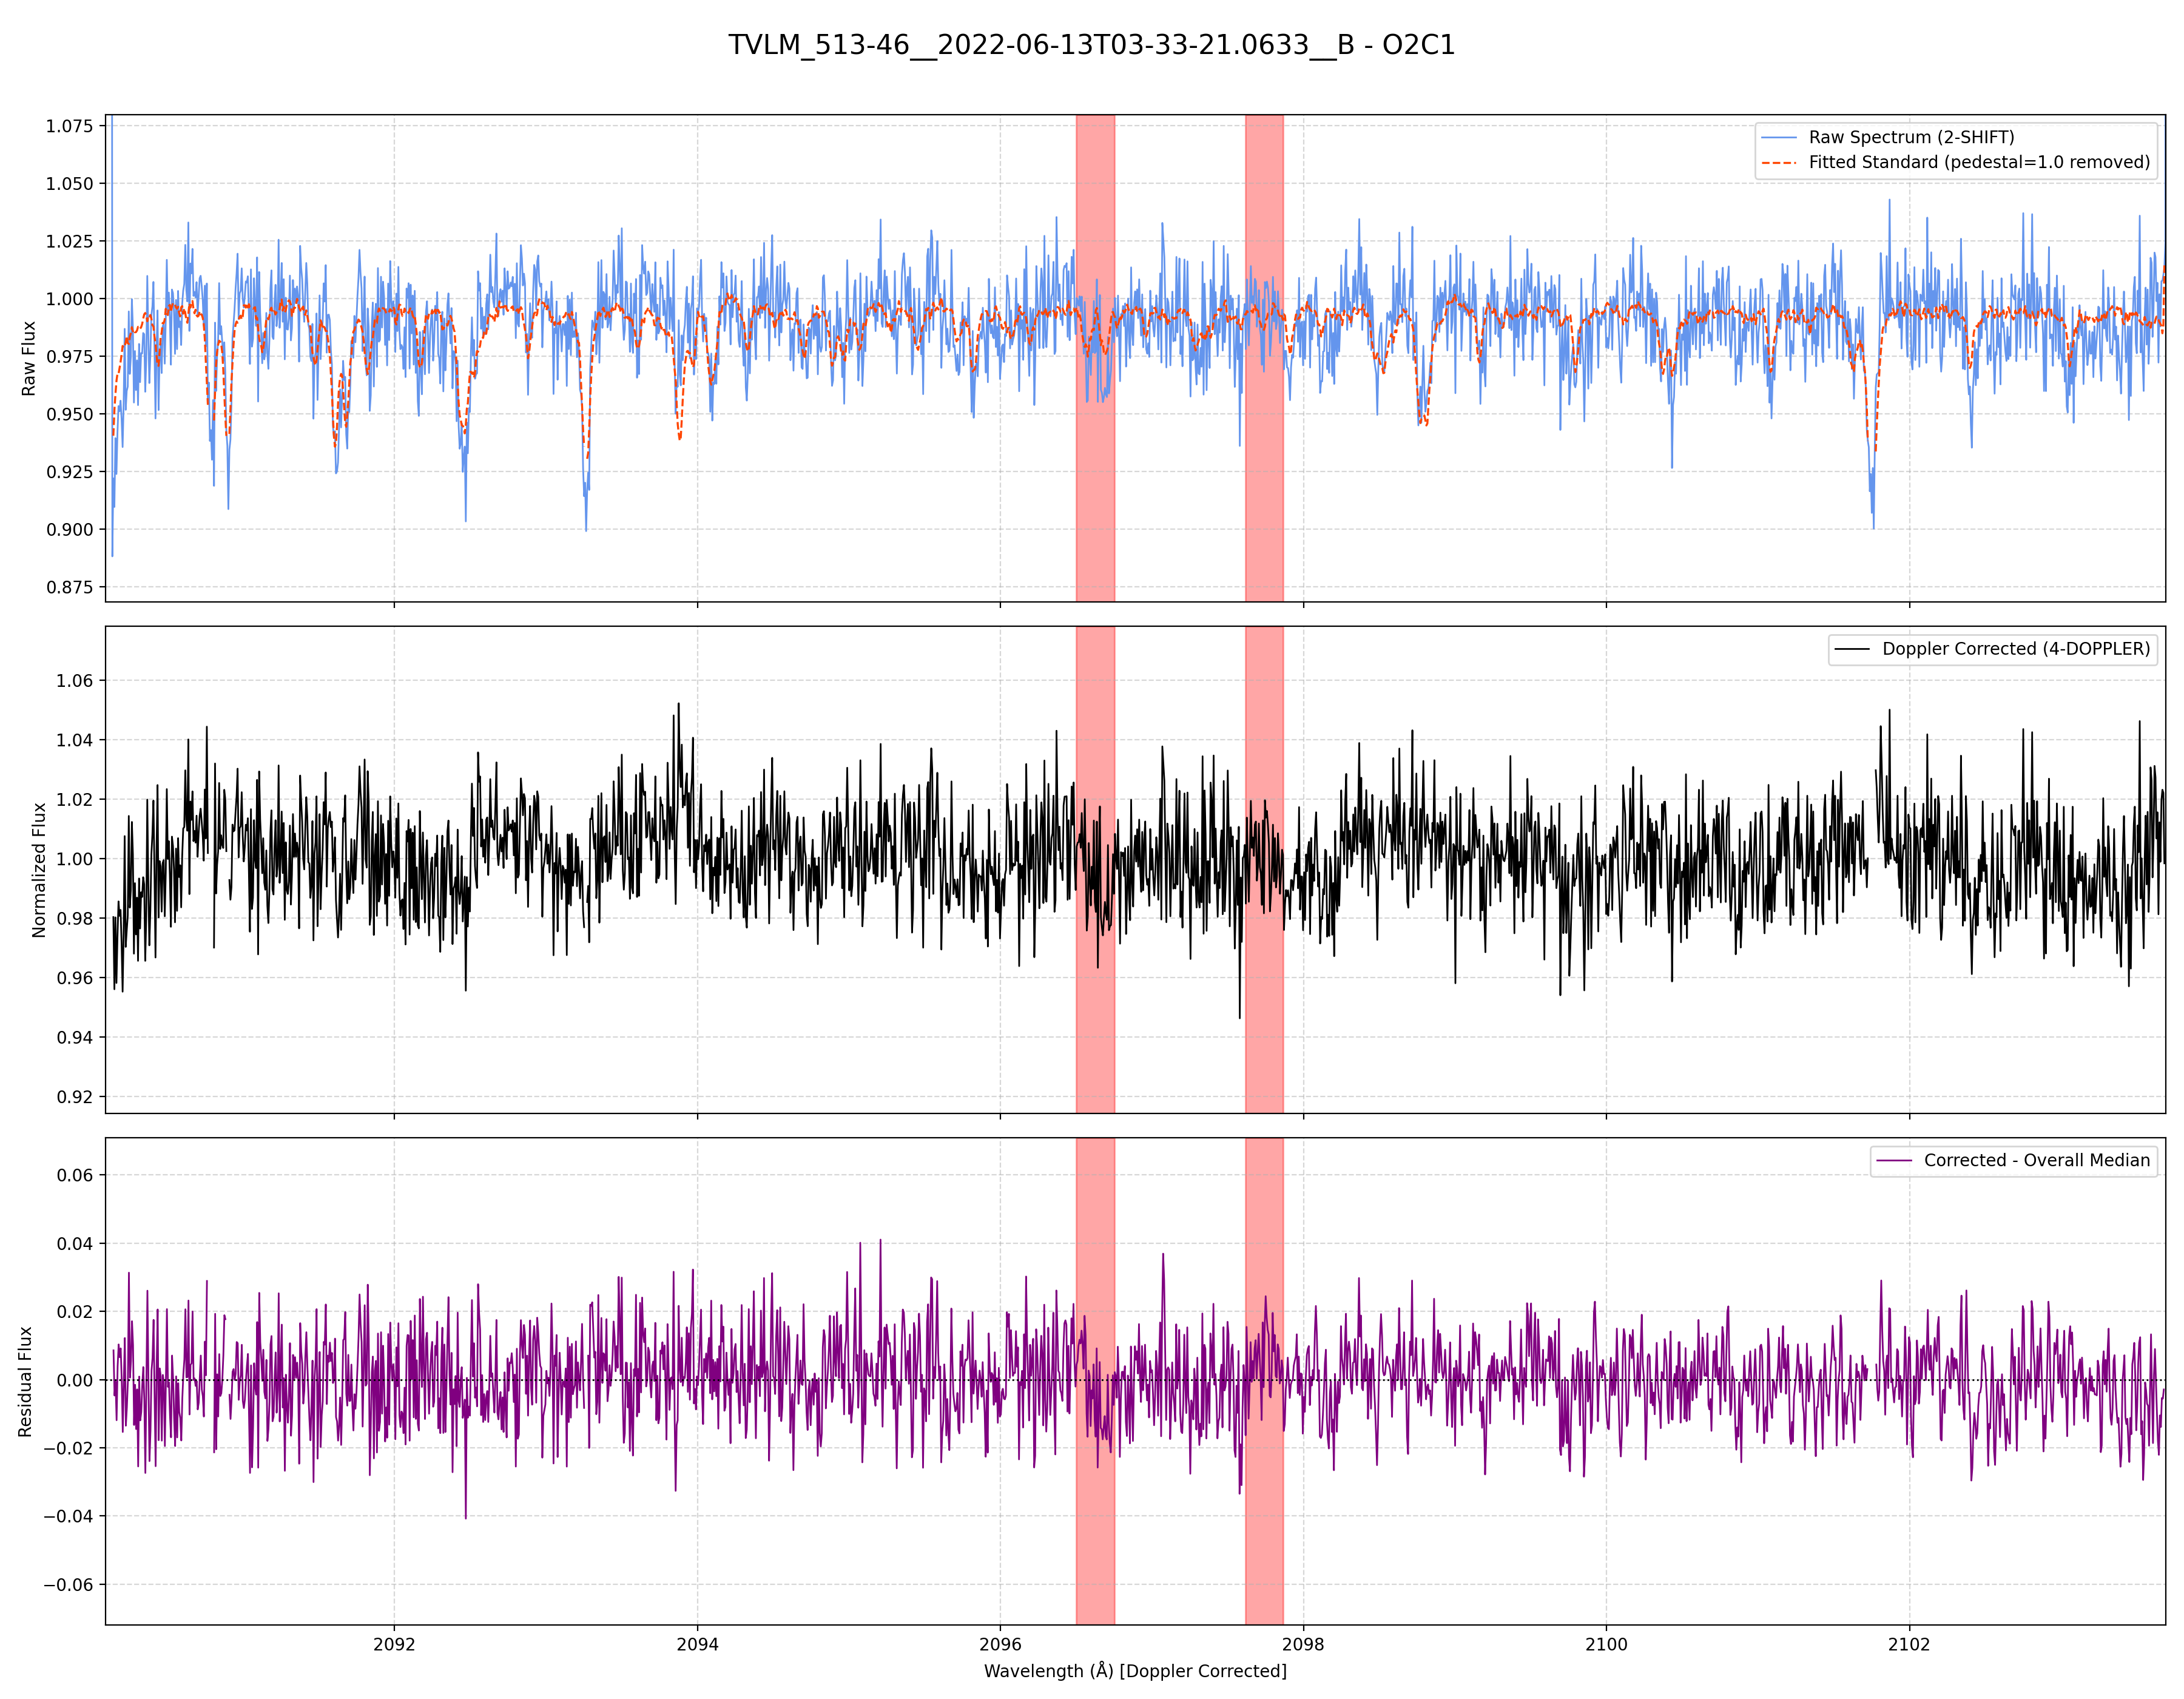 TVLM_513-46__2022-06-13T03-33-21.0633__B - O2C1
1.075
1.050
1.025
1.000
0.975
0.950
0.925
0.900
0.875
Raw Flux
Raw Spectrum (2-SHIFT)
Fitted Standard (pedestal=1.0 removed)
1.06
1.04
1.02
1.00
0.98
0.96
0.94
0.92
Normalized Flux
Doppler Corrected (4-DOPPLER)
0.06
0.04
0.02
0.00
−0.02
−0.04
−0.06
Residual Flux
Corrected - Overall Median
2092 2094 2096 2098 2100 2102
Wavelength (Å) [Doppler Corrected]